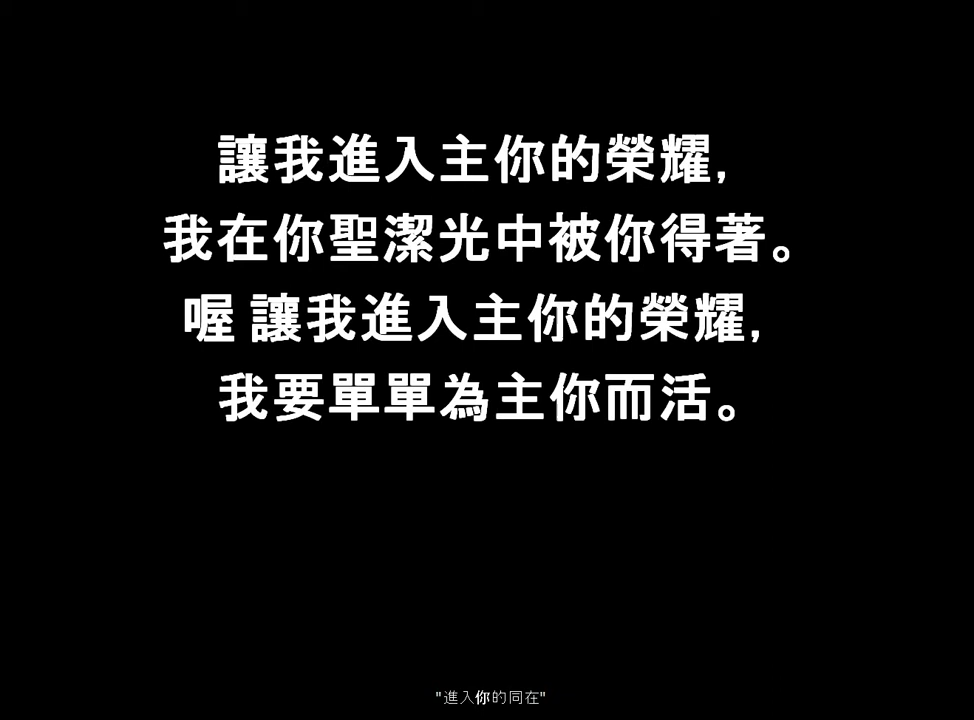 讓我進入主你的榮耀,
我在你聖潔光中被你得著。
喔 讓我進入主你的榮耀,
我要單單為主你而活。
"進入你的同在"